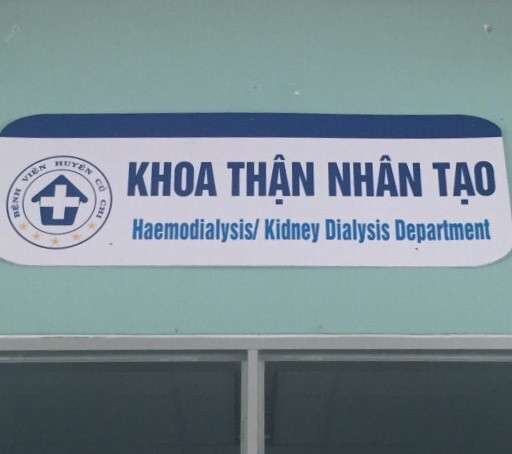 BỆNH VIỆN HUYỆN CỦ CHI
KHOA THẬN NHÂN TẠO
Haemodialysis/ Kidney Dialysis Department